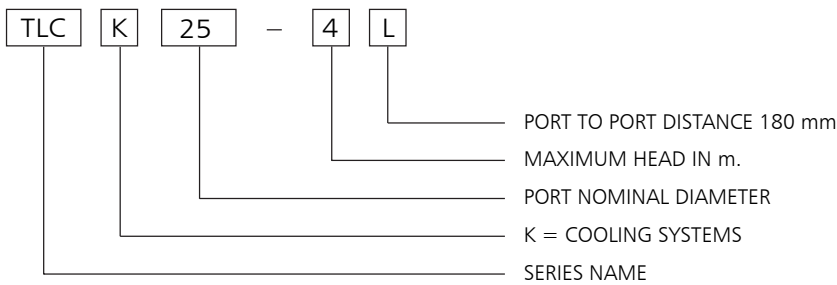 TLC K 25 – 4 L
PORT TO PORT DISTANCE 180 mm
MAXIMUM HEAD IN m.
PORT NOMINAL DIAMETER
K = COOLING SYSTEMS
SERIES NAME